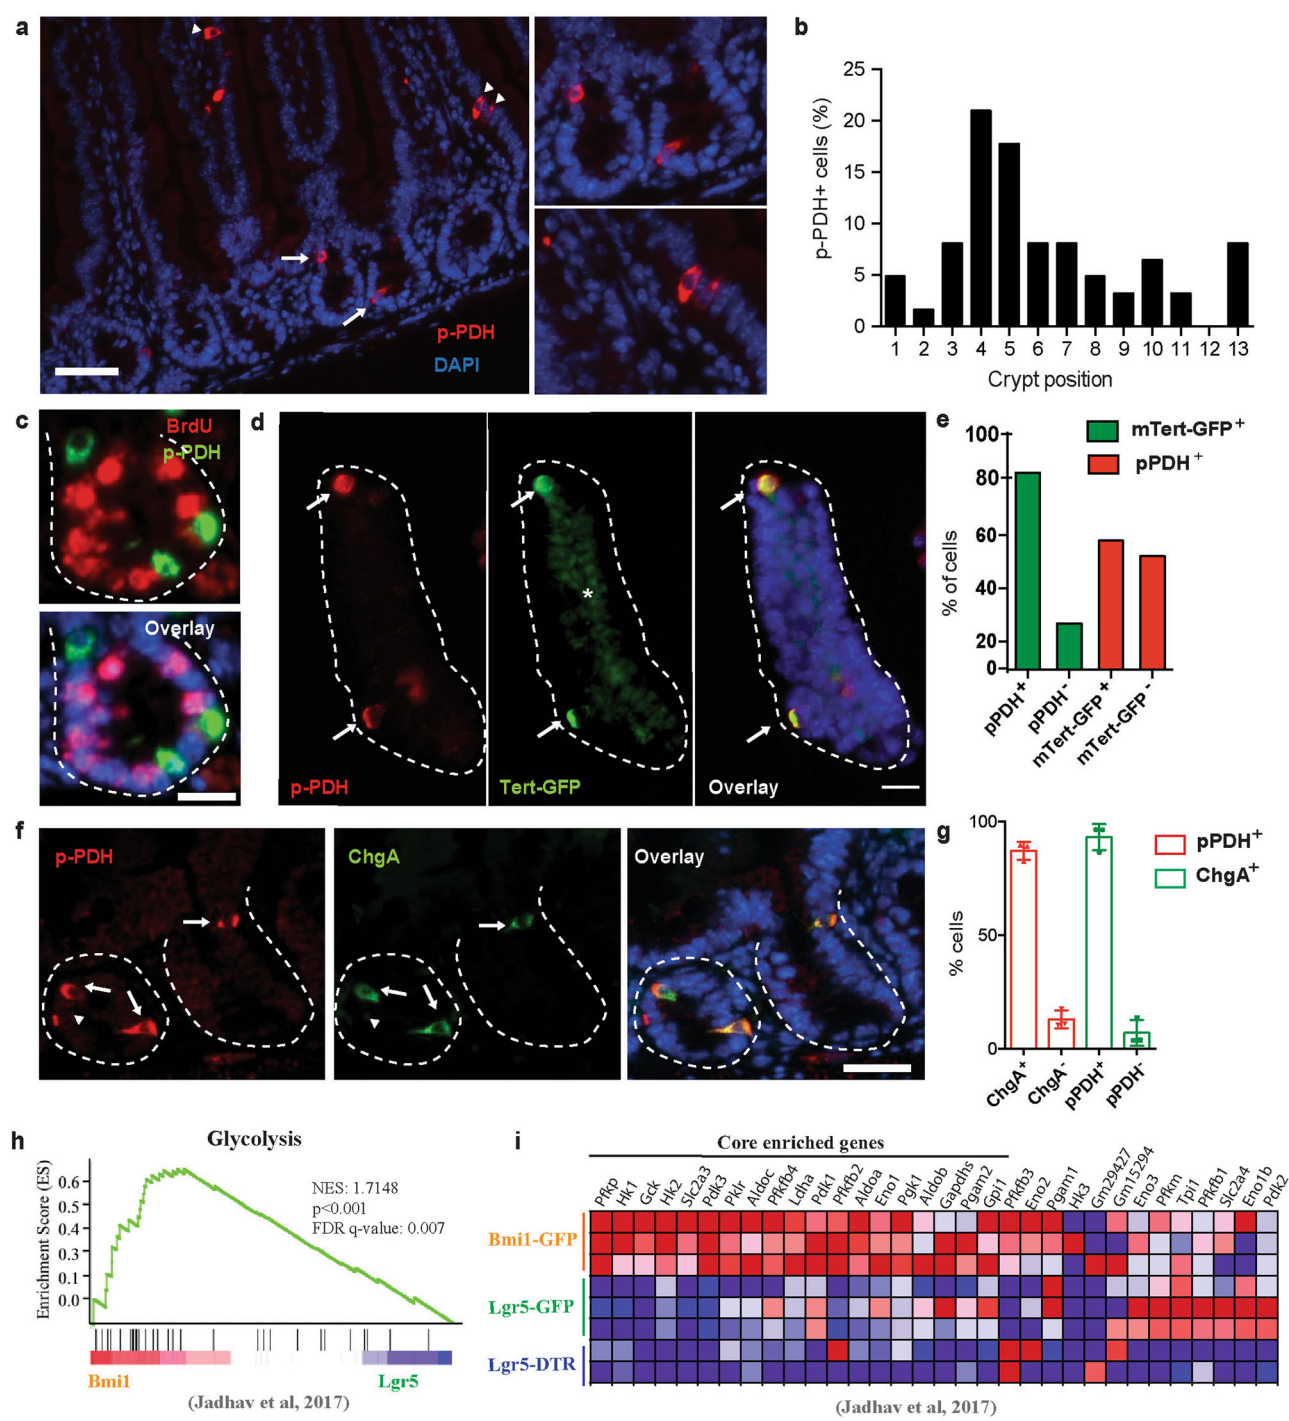 a
p-PDH
DAPI
b
25
20
15
10
5
0
p-PDH+ cells (%)
1 2 3 4 5 6 7 8 9 10 11 12 13
Crypt position
c
BrdU
p-PDH
Overlay
d
p-PDH
Tert-GFP
*
Overlay
e
100
80
60
40
20
0
% of cells
mTert-GFP+
pPDH+
pPDH+
pPDH-
mTert-GFP+
mTert-GFP-
f
p-PDH
ChgA
Overlay
g
100
50
0
% cells
pPDH+
ChgA+
ChgA+
ChgA-
pPDH+
pPDH-
h
Glycolysis
Enrichment Score (ES)
0.6
0.5
0.4
0.3
0.1
0.0
NES: 1.7148
p<0.001
FDR q-value: 0.007
Bmi1
Lgr5
(Jadhav et al, 2017)
i
Core enriched genes
Pfkp
Hk1
Gck
Hk2
Slc2a3
Pdk3
Pklr
Aldoc
Pfkfb4
Ldha
Pdk1
Pfkfb2
Aldoa
Eno1
Pgk1
Aldob
Gapdhs
Pgam2
Gpi1
Pfkfb3
Eno2
Pgam1
Hk3
Gm29427
Gm15294
Eno3
Pfkm
Tpi1
Pfkfb1
Slc2a4
Eno1b
Pdk2
Bmi1-GFP
Lgr5-GFP
Lgr5-DTR
(Jadhav et al, 2017)